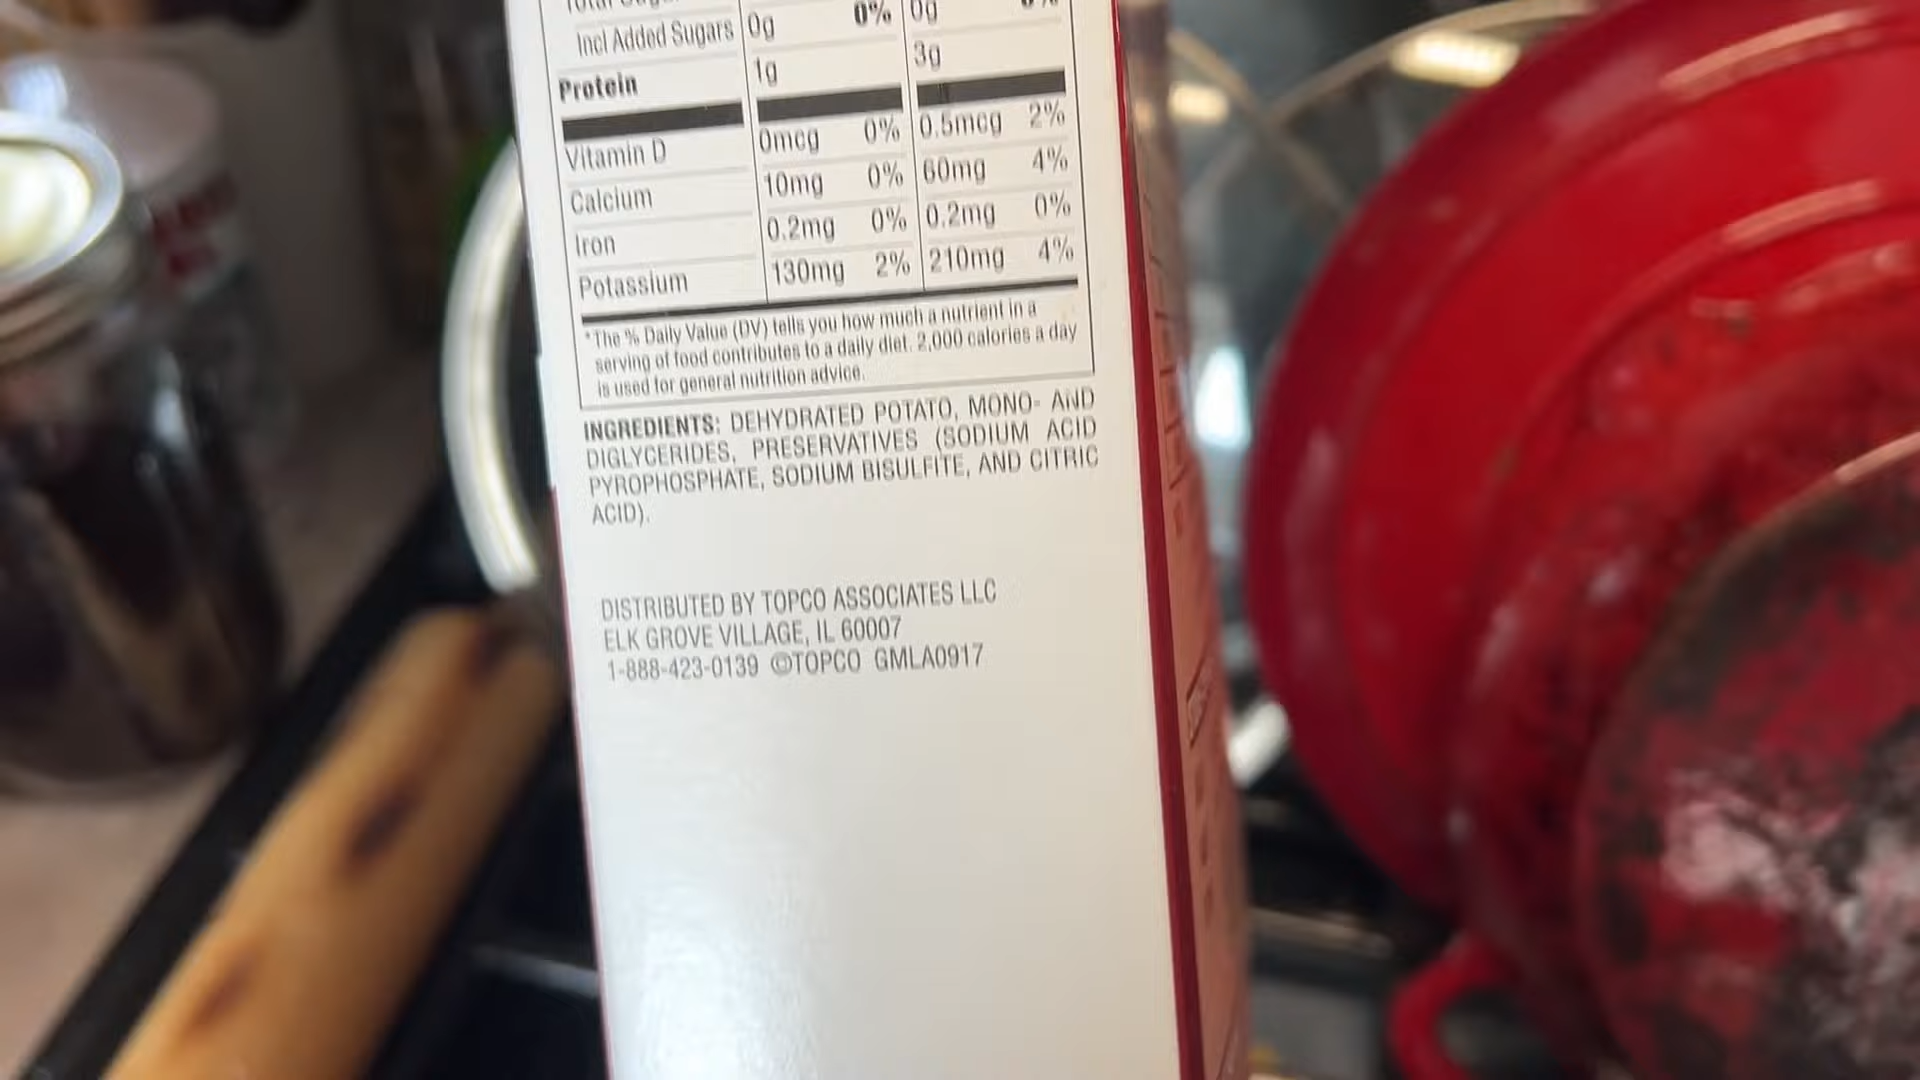 Total Sugars
Incl Added Sugars 0g 0% 0g 0%
Protein 1g 3g
Vitamin D 0mcg 0% 0.5mcg 2%
Calcium 10mg 0% 60mg 4%
Iron 0.2mg 0% 0.2mg 0%
Potassium 130mg 2% 210mg 4%
*The % Daily Value (DV) tells you how much a nutrient in a
serving of food contributes to a daily diet. 2,000 calories a day
is used for general nutrition advice.
INGREDIENTS: DEHYDRATED POTATO, MONO- AND
DIGLYCERIDES, PRESERVATIVES (SODIUM ACID
PYROPHOSPHATE, SODIUM BISULFITE, AND CITRIC
ACID).
DISTRIBUTED BY TOPCO ASSOCIATES LLC
ELK GROVE VILLAGE, IL 60007
1-888-423-0139 ©TOPCO GMLA0917